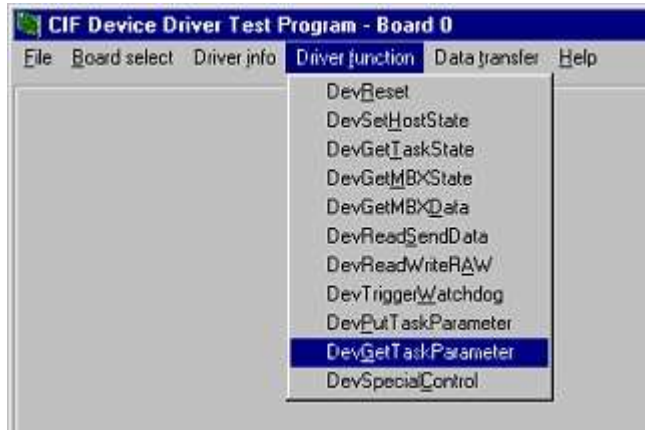 CIF Device Driver Test Program - Board 0
File Board select Driver info Driver function Data transfer Help
DevReset
DevSetHostState
DevGetTaskState
DevGetMBXState
DevGetMBXData
DevReadSendData
DevReadWriteRAW
DevTriggerWatchdog
DevPutTaskParameter
DevGetTaskParameter
DevSpecialControl